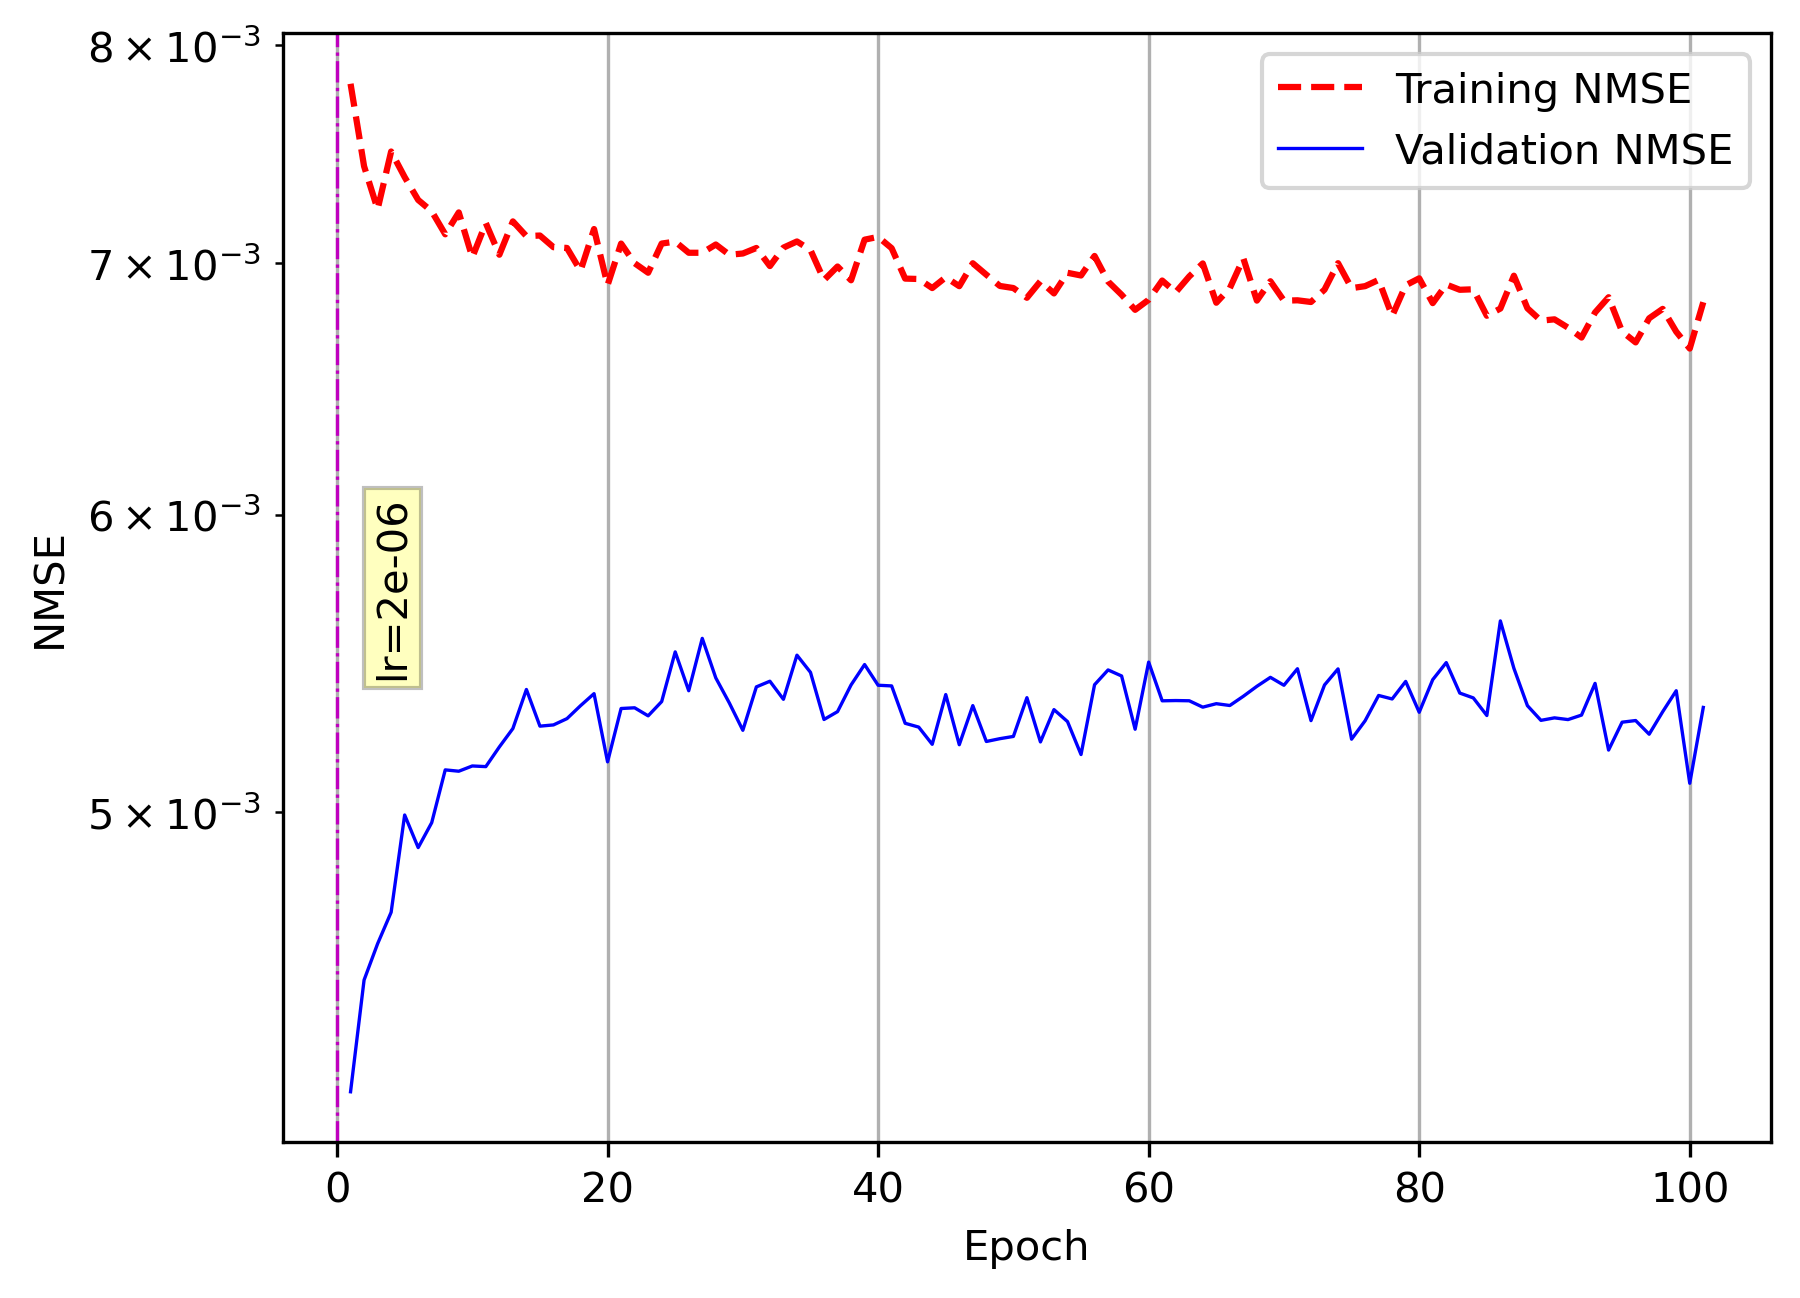 8 × 10⁻³
7 × 10⁻³
6 × 10⁻³
5 × 10⁻³
NMSE
lr=2e-06
Training NMSE
Validation NMSE
0 20 40 60 80 100
Epoch